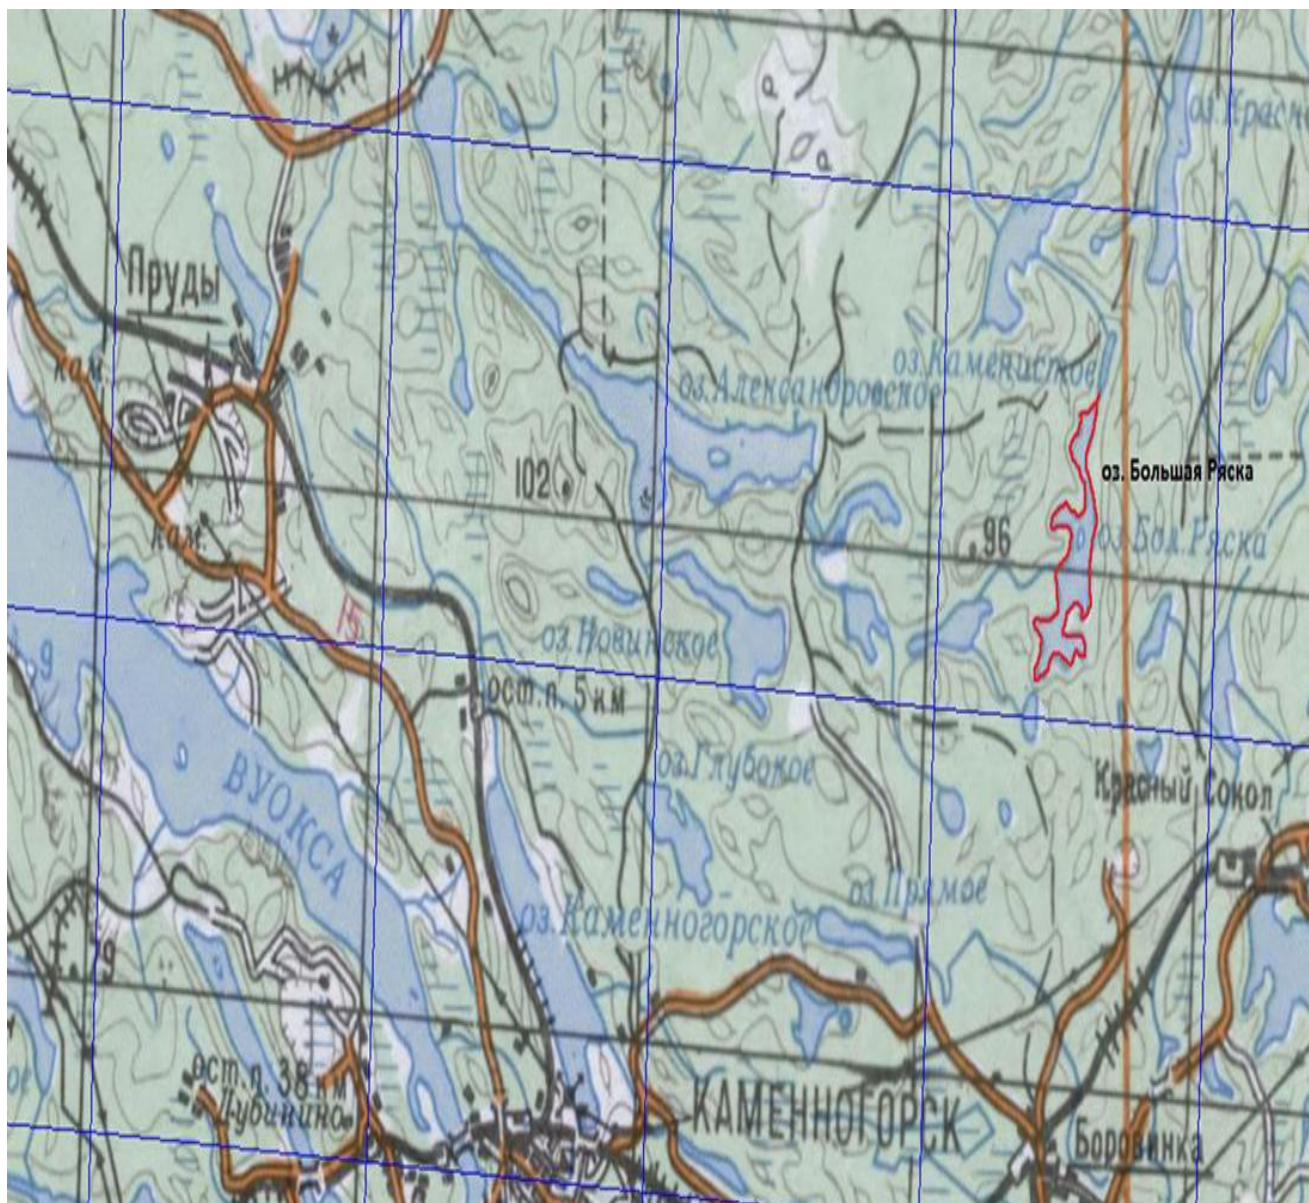 оз. Красн
Пруды
кам.
оз. Каменистое
оз. Александровское
102
оз. Большая Ряска
96
оз. Бол. Ряска
кам.
15
оз. Новинское
9
ост. п. 5 км
ВУОКСА
оз. Глубокое
Красный Сокол
оз. Прямое
оз. Каменногорское
79
ост. п. 38 км
Лубинино
КАМЕННОГОРСК
Боровинка